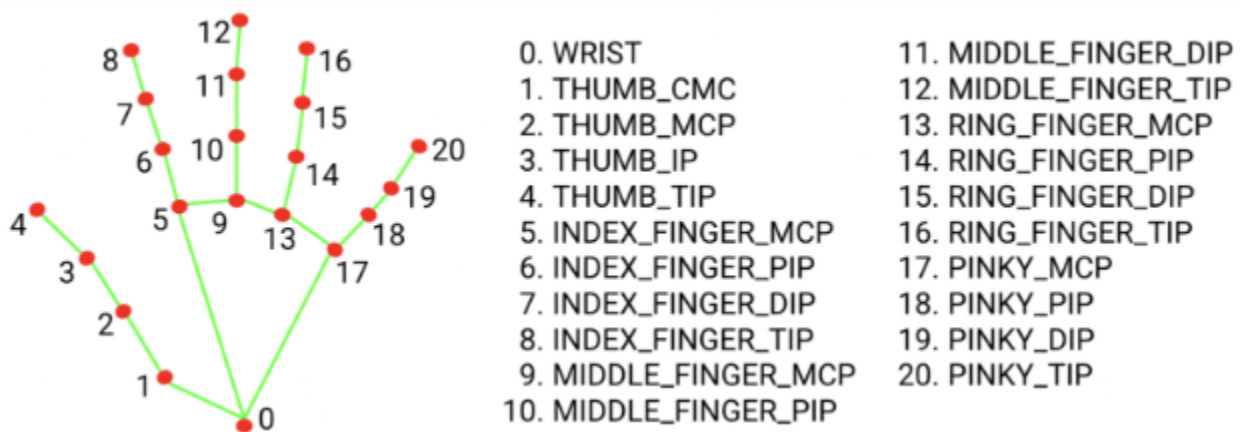 12
8
16
11
7
15
10
6
20
14
19
4
5
9
18
13
3
17
2
1
0
0. WRIST
1. THUMB_CMC
2. THUMB_MCP
3. THUMB_IP
4. THUMB_TIP
5. INDEX_FINGER_MCP
6. INDEX_FINGER_PIP
7. INDEX_FINGER_DIP
8. INDEX_FINGER_TIP
9. MIDDLE_FINGER_MCP
10. MIDDLE_FINGER_PIP
11. MIDDLE_FINGER_DIP
12. MIDDLE_FINGER_TIP
13. RING_FINGER_MCP
14. RING_FINGER_PIP
15. RING_FINGER_DIP
16. RING_FINGER_TIP
17. PINKY_MCP
18. PINKY_PIP
19. PINKY_DIP
20. PINKY_TIP